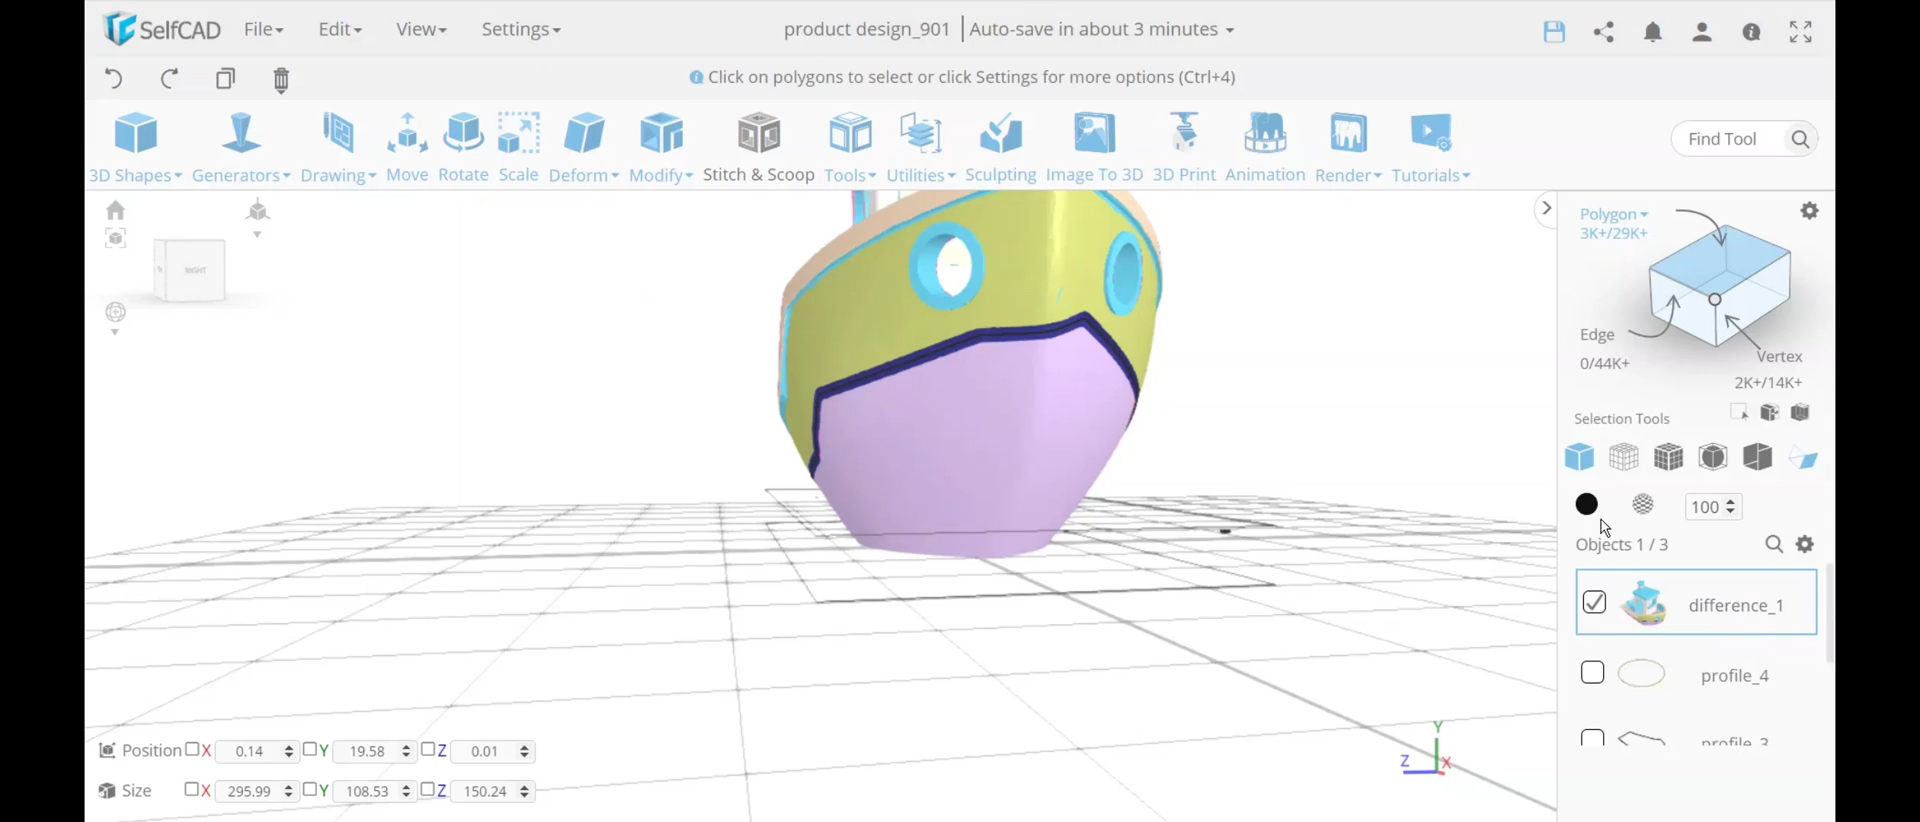 SelfCAD File Edit View Settings product design_901 Auto-save in about 3 minutes
Click on polygons to select or click Settings for more options (Ctrl+4)
3D Shapes Generators Drawing Move Rotate Scale Deform Modify Stitch & Scoop Tools Utilities Sculpting Image To 3D 3D Print Animation Render Tutorials Find Tool
RIGHT
Polygon
3K+/29K+
Edge
0/44K+
Vertex
2K+/14K+
Selection Tools
100
Objects 1 / 3
difference_1
profile_4
profile_3
Position X 0.14 Y 19.58 Z 0.01
Size X 295.99 Y 108.53 Z 150.24
Y
Z X